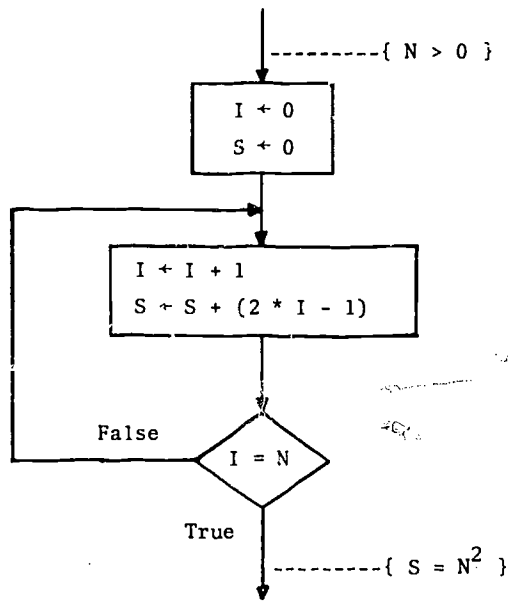 { N > 0 }
I ← 0
S ← 0
I ← I + 1
S ← S + (2 * I - 1)
False
I = N
True
{ S = N² }